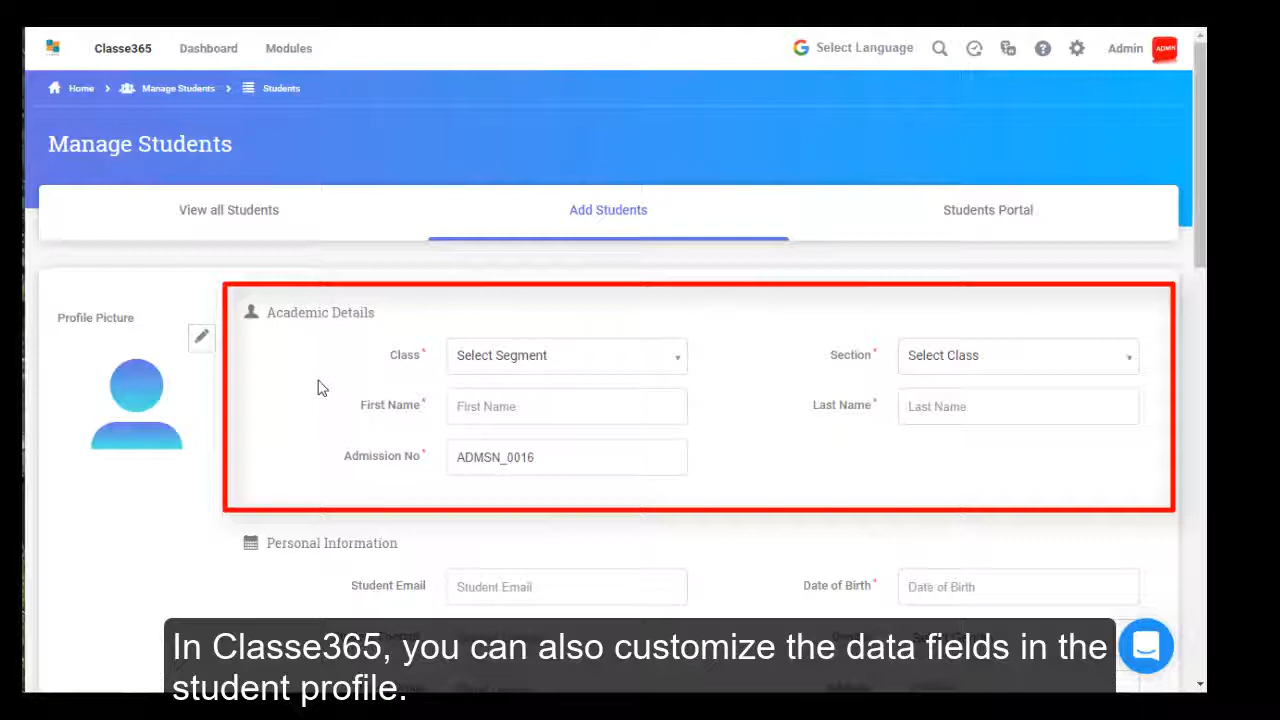 Classe365 Dashboard Modules Select Language Admin ADMIN
Home Manage Students Students
Manage Students
View all Students Add Students Students Portal
Profile Picture
Academic Details
Class* Select Segment Section* Select Class
First Name* First Name Last Name* Last Name
Admission No* ADMSN_0016
Personal Information
Student Email Student Email Date of Birth* Date of Birth
In Classe365, you can also customize the data fields in the
student profile.